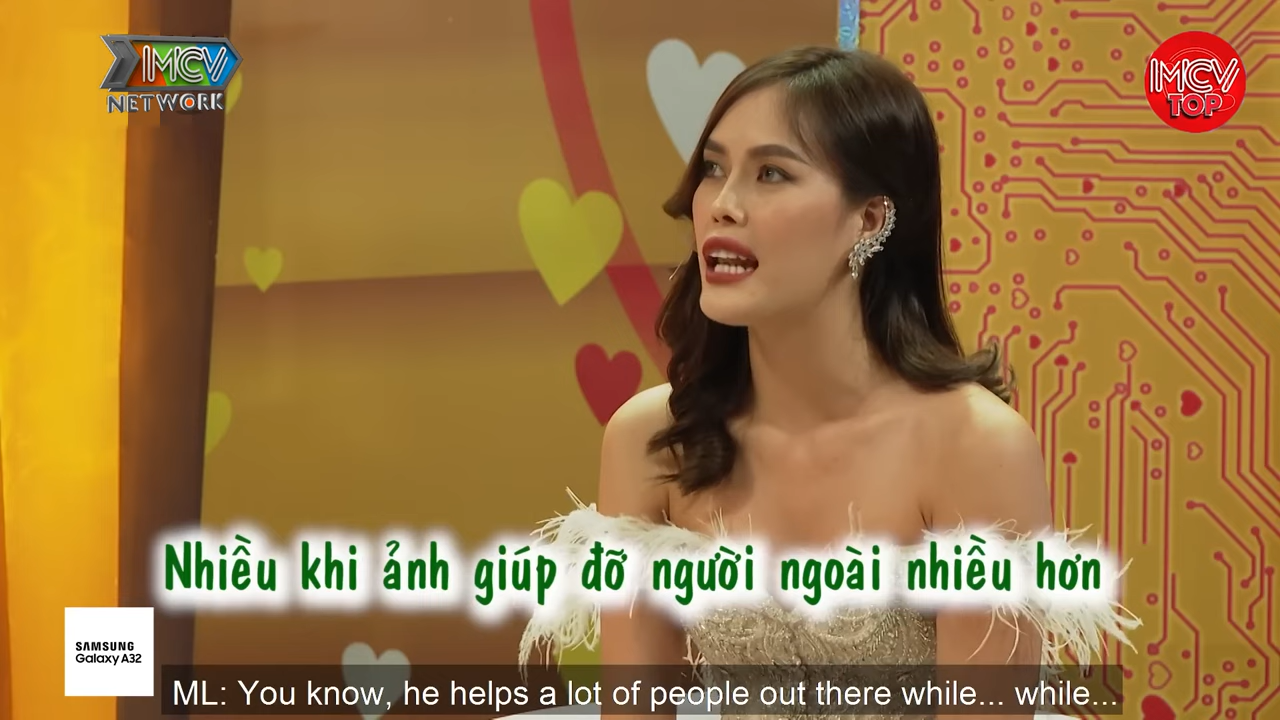 MCV
NETWORK
MCV
TOP
Nhiều khi ảnh giúp đỡ người ngoài nhiều hơn
SAMSUNG
Galaxy A32
ML: You know, he helps a lot of people out there while... while...